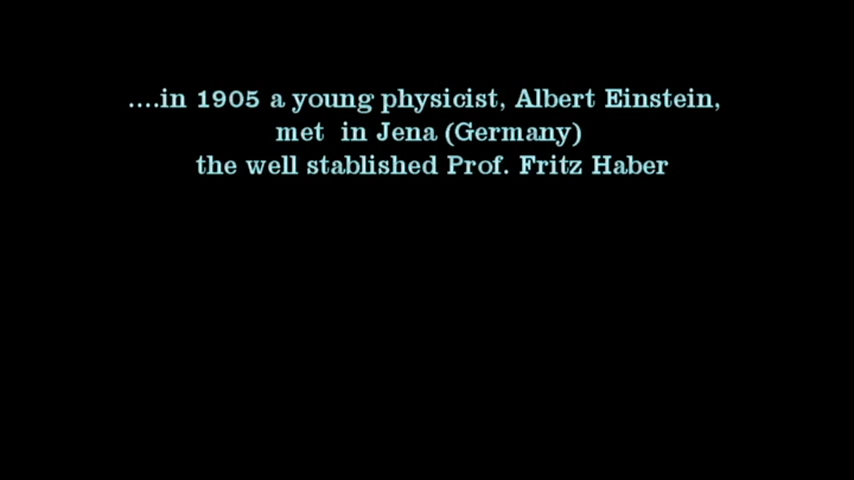 ....in 1905 a young physicist, Albert Einstein,
met in Jena (Germany)
the well stablished Prof. Fritz Haber